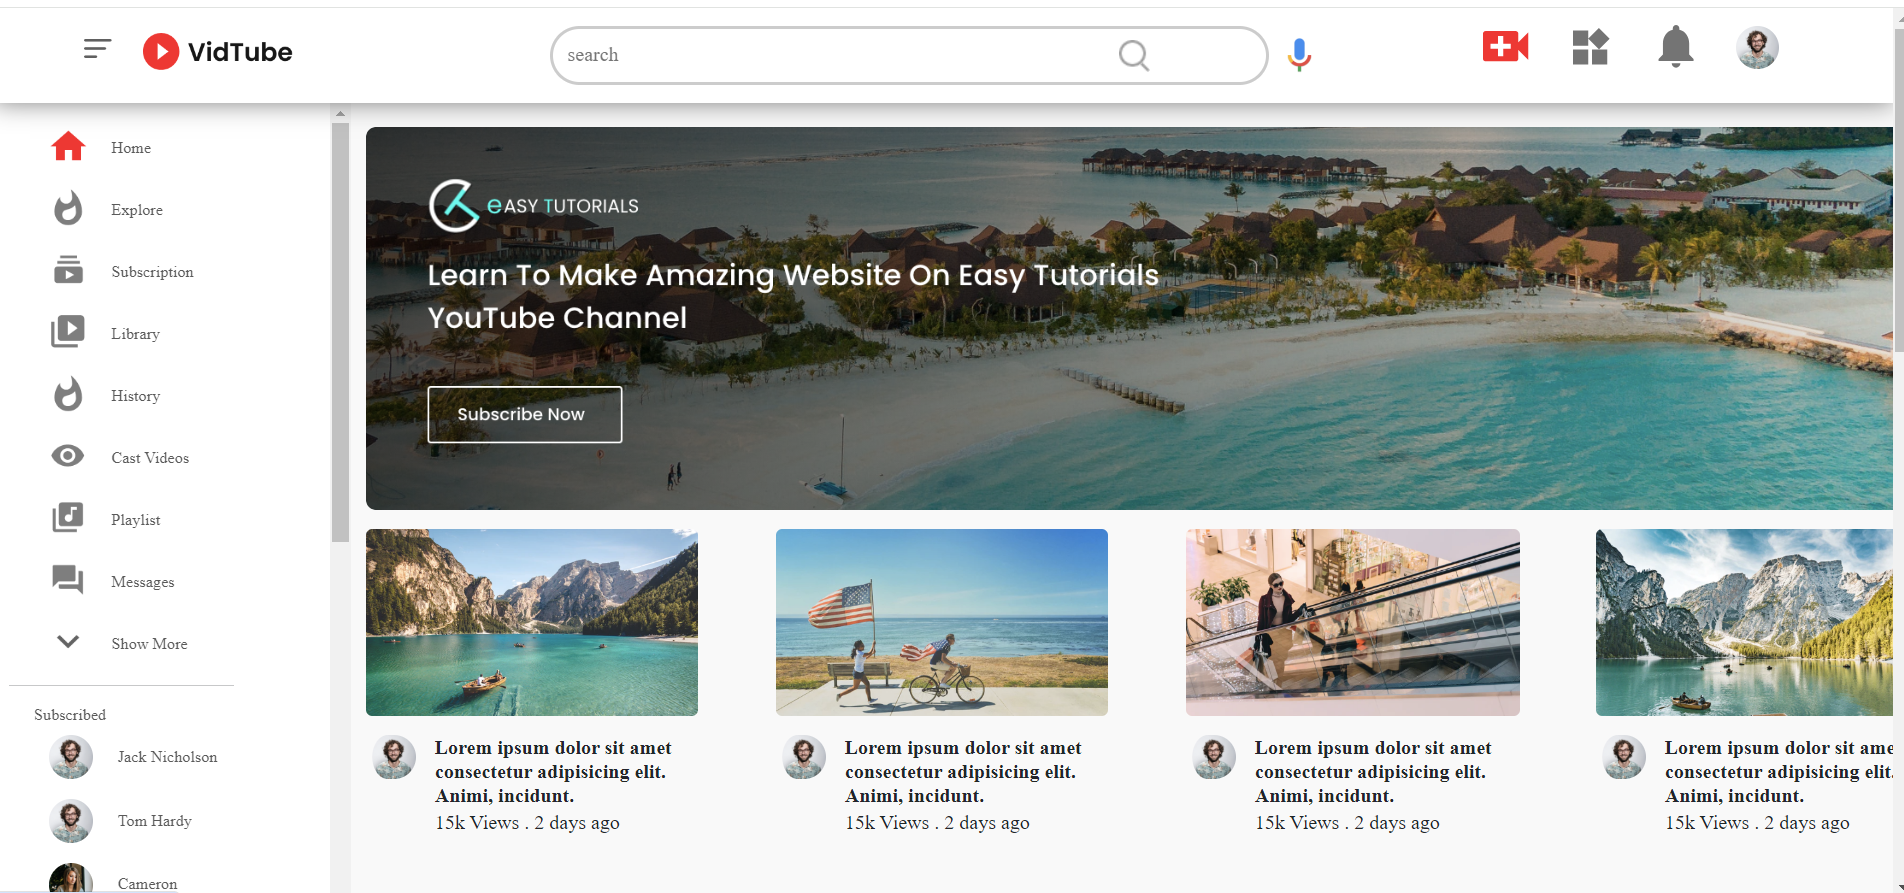 VidTube
search
Home
Explore
Subscription
Library
History
Cast Videos
Playlist
Messages
Show More
Subscribed
Jack Nicholson
Tom Hardy
Cameron
eASY TUTORIALS
Learn To Make Amazing Website On Easy Tutorials
YouTube Channel
Subscribe Now
Lorem ipsum dolor sit amet
consectetur adipisicing elit.
Animi, incidunt.
15k Views . 2 days ago
Lorem ipsum dolor sit amet
consectetur adipisicing elit.
Animi, incidunt.
15k Views . 2 days ago
Lorem ipsum dolor sit amet
consectetur adipisicing elit.
Animi, incidunt.
15k Views . 2 days ago
Lorem ipsum dolor sit ame
consectetur adipisicing elit.
Animi, incidunt.
15k Views . 2 days ago